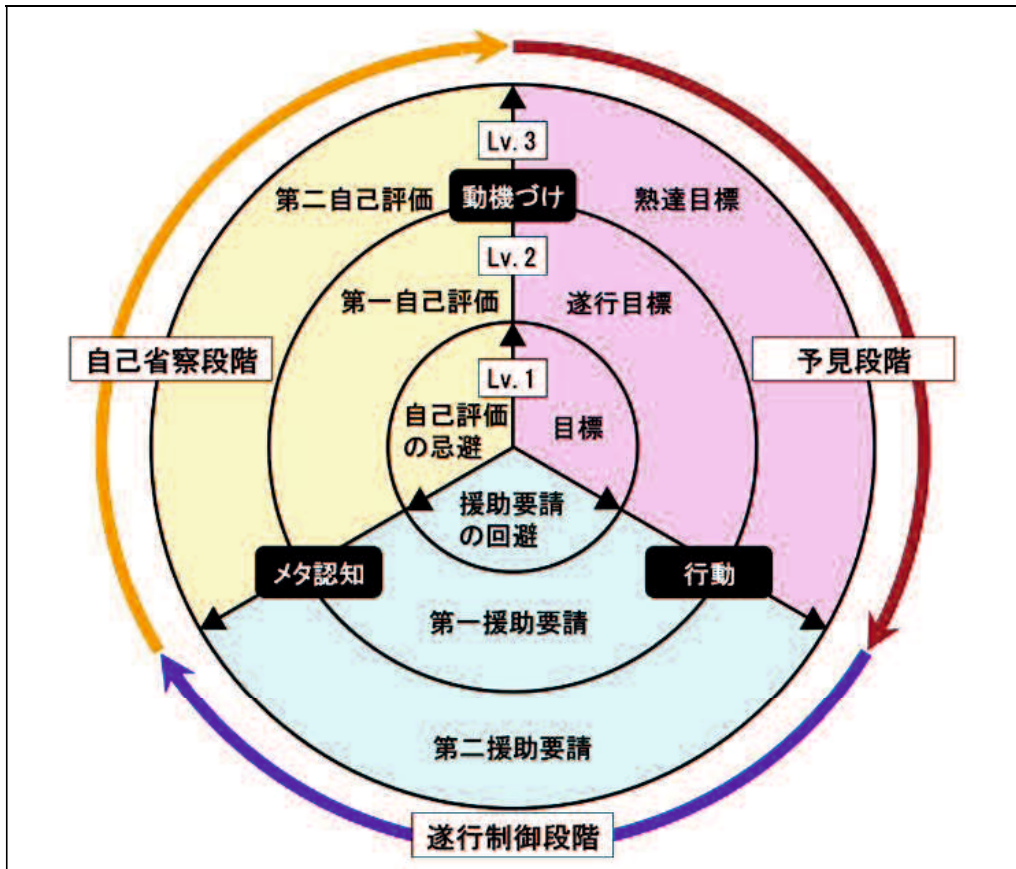 Lv. 3
動機づけ
第二自己評価
熟達目標
Lv. 2
第一自己評価
遂行目標
自己省察段階
予見段階
Lv. 1
自己評価
の忌避
目標
援助要請
の回避
メタ認知
行動
第一援助要請
第二援助要請
遂行制御段階